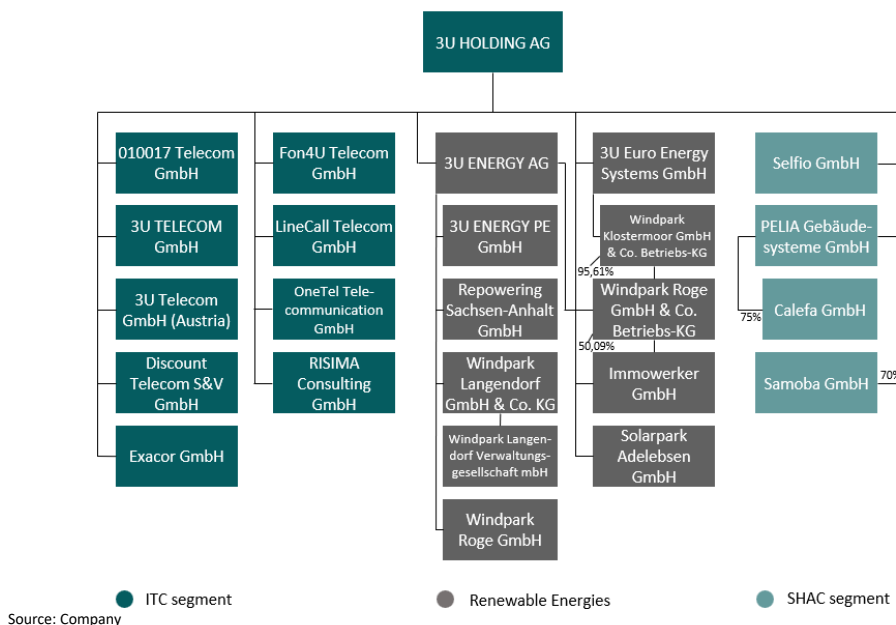 3U HOLDING AG
010017 Telecom
GmbH
Fon4U Telecom
GmbH
3U ENERGY AG
3U Euro Energy
Systems GmbH
Selfio GmbH
3U TELECOM
GmbH
LineCall Telecom
GmbH
3U ENERGY PE
GmbH
Windpark
Klostermoor GmbH
& Co. Betriebs-KG
PELIA Gebäude-
systeme GmbH
95,61%
3U Telecom
GmbH (Austria)
OneTel Tele-
communication
GmbH
Repowering
Sachsen-Anhalt
GmbH
Windpark Roge
GmbH & Co.
Betriebs-KG
Calefa GmbH
75%
50,09%
Discount
Telecom S&V
GmbH
RISIMA
Consulting
GmbH
Windpark
Langendorf
GmbH & Co. KG
Immowerker
GmbH
Samoba GmbH
70%
Exacor GmbH
Windpark Langen-
dorf Verwaltungs-
gesellschaft mbH
Solarpark
Adelebsen
GmbH
Windpark
Roge GmbH
ITC segment
Renewable Energies
SHAC segment
Source: Company